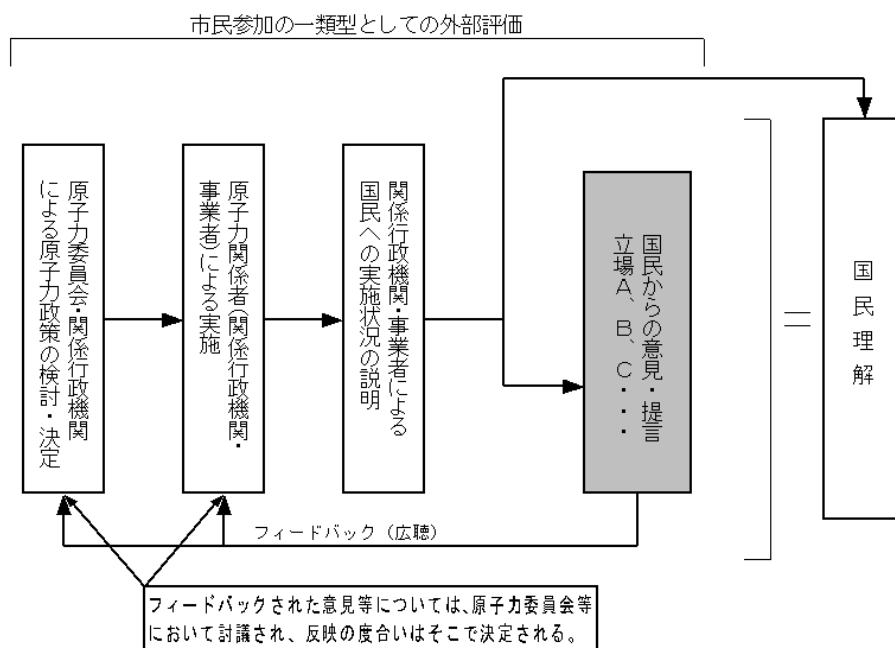 市民参加の一類型としての外部評価
原子力委員会・関係行政機関
による原子力政策の検討・決定
原子力関係者(関係行政機関・
事業者)による実施
関係行政機関・事業者による
国民への実施状況の説明
国民からの意見・提言
立場A、B、C・・・
＝
国民理解
フィードバック（広聴）
フィードバックされた意見等については、原子力委員会等
において討議され、反映の度合いはそこで決定される。